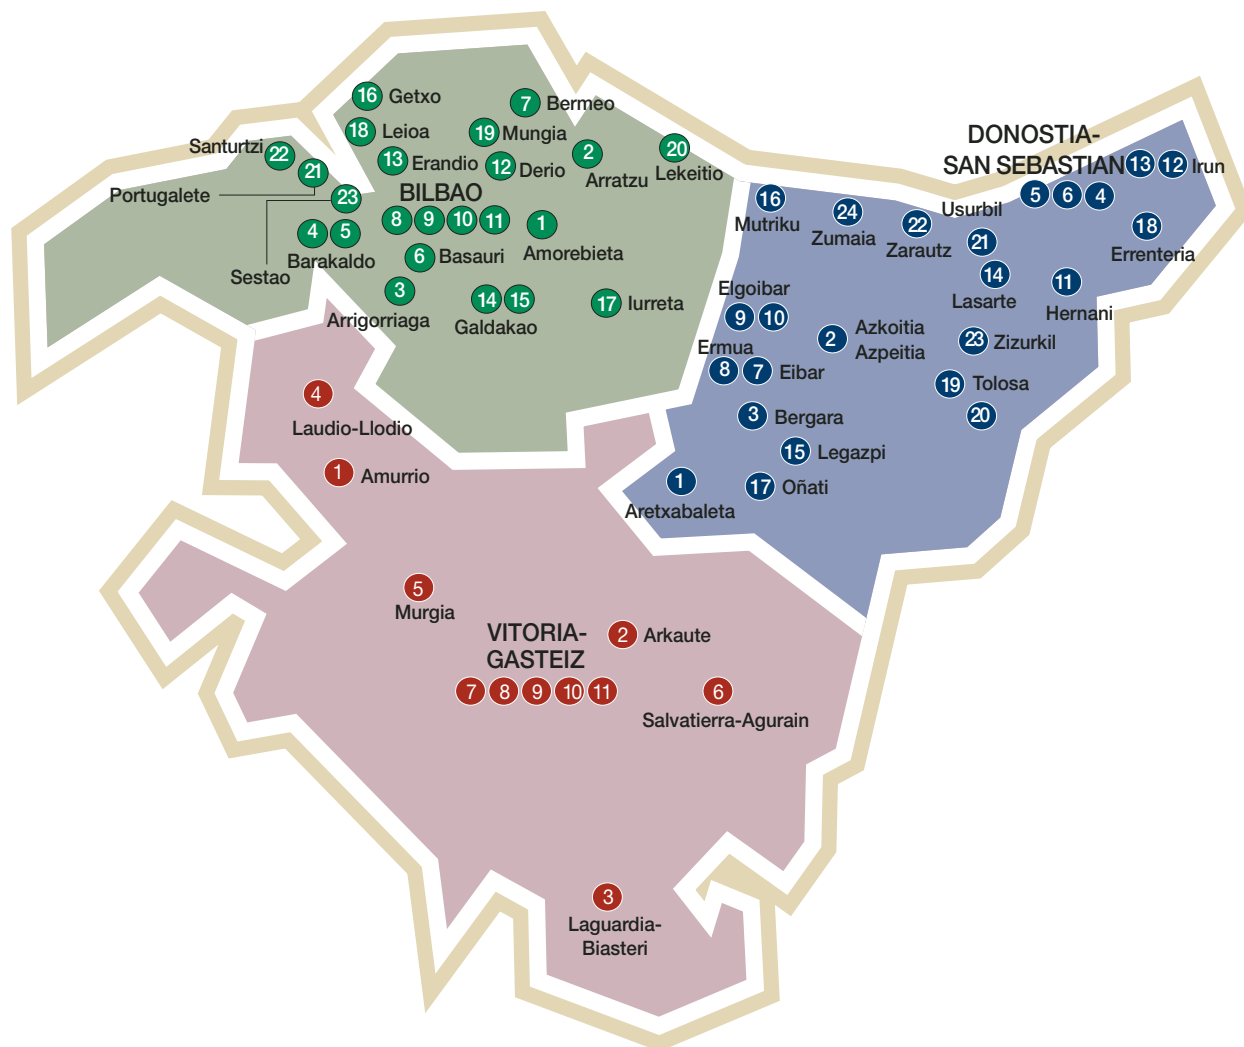 16 Getxo
7 Bermeo
18 Leioa
19 Mungia
Santurtzi 22
13 Erandio
12 Derio
2
Arratzu
20
Lekeitio
21
Portugalete
23
BILBAO
8 9 10 11
4 5
Barakaldo
Sestao
1
Amorebieta
6 Basauri
3
Arrigorriaga
14 15
Galdakao
17 Iurreta
DONOSTIA-
SAN SEBASTIAN
13 12 Irun
5 6 4
16
Mutriku
24
Zumaia
22
Zarautz
Usurbil
21
18
Errenteria
14
Lasarte
11
Hernani
Elgoibar
9 10
2 Azkoitia
Azpeitia
23 Zizurkil
Ermua
8 7 Eibar
19 Tolosa
20
3 Bergara
15 Legazpi
1
Aretxabaleta
17 Oñati
4
Laudio-Llodio
1 Amurrio
5
Murgia
VITORIA-
GASTEIZ
7 8 9 10 11
2 Arkaute
6
Salvatierra-Agurain
3
Laguardia-
Biasteri